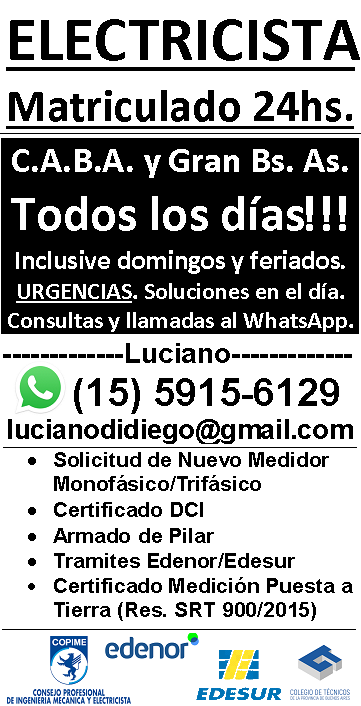 ELECTRICISTA
Matriculado 24hs.
C.A.B.A. y Gran Bs. As.
Todos los días!!!
Inclusive domingos y feriados.
URGENCIAS. Soluciones en el día.
Consultas y llamadas al WhatsApp.
-------------Luciano-------------
(15) 5915-6129
lucianodidiego@gmail.com
• Solicitud de Nuevo Medidor
Monofásico/Trifásico
• Certificado DCI
• Armado de Pilar
• Tramites Edenor/Edesur
• Certificado Medición Puesta a
Tierra (Res. SRT 900/2015)
COPIME
CONSEJO PROFESIONAL
DE INGENIERIA MECANICA Y ELECTRICISTA
edenor
EDESUR
COLEGIO DE TÉCNICOS
DE LA PROVINCIA DE BUENOS AIRES